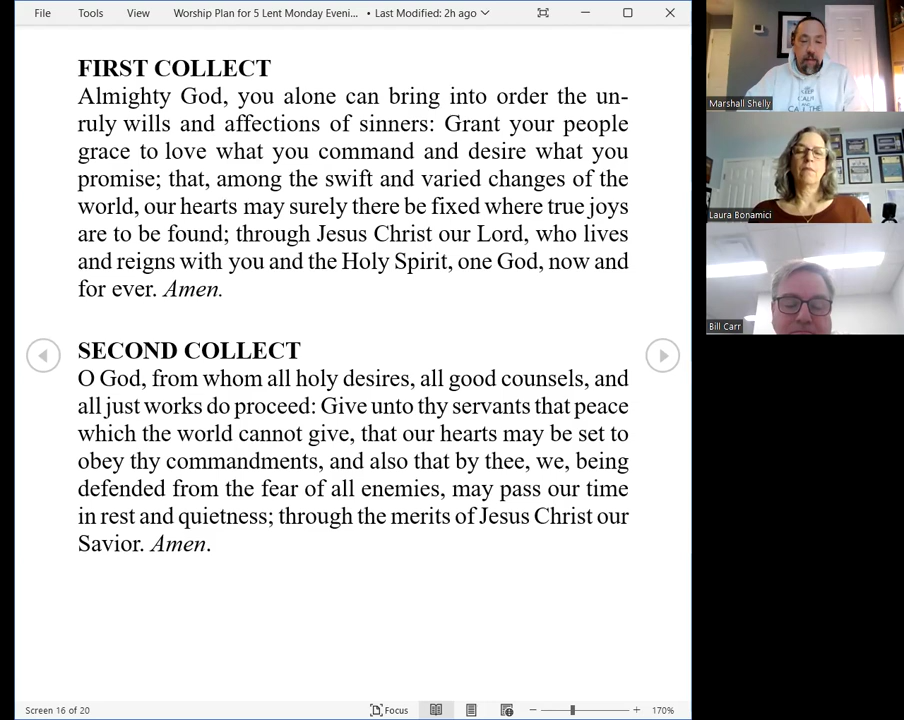 File Tools View Worship Plan for 5 Lent Monday Eveni... • Last Modified: 2h ago
FIRST COLLECT
Almighty God, you alone can bring into order the un-
ruly wills and affections of sinners: Grant your people
grace to love what you command and desire what you
promise; that, among the swift and varied changes of the
world, our hearts may surely there be fixed where true joys
are to be found; through Jesus Christ our Lord, who lives
and reigns with you and the Holy Spirit, one God, now and
for ever. Amen.
SECOND COLLECT
O God, from whom all holy desires, all good counsels, and
all just works do proceed: Give unto thy servants that peace
which the world cannot give, that our hearts may be set to
obey thy commandments, and also that by thee, we, being
defended from the fear of all enemies, may pass our time
in rest and quietness; through the merits of Jesus Christ our
Savior. Amen.
Screen 16 of 20 Focus 170%
KEEP
CALM
AND
CALL THE
Marshall Shelly
Laura Bonamici
Bill Carr